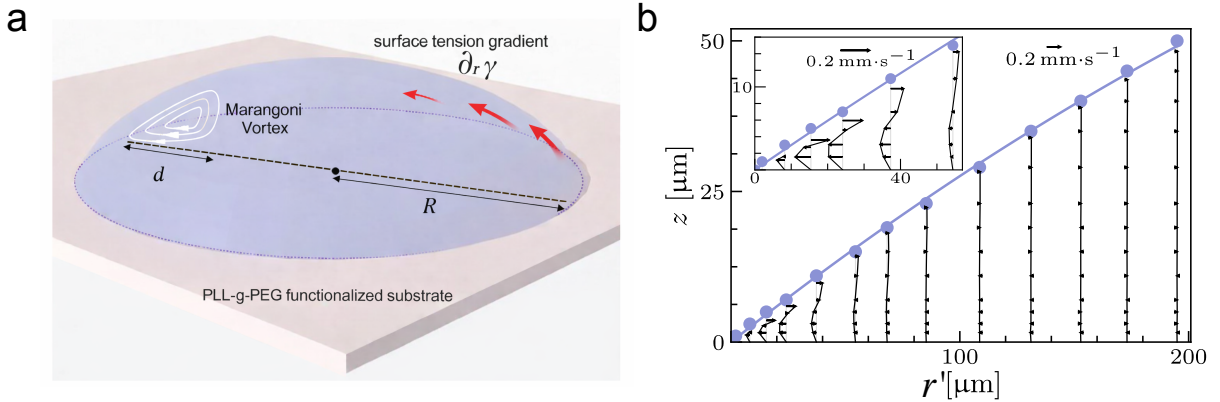 a
surface tension gradient
∂rγ
Marangoni
Vortex
d
R
PLL-g-PEG functionalized substrate
b
50
25
0
z [μm]
10
0.2 mm·s⁻¹
0
40
0.2 mm·s⁻¹
100
200
r'[μm]